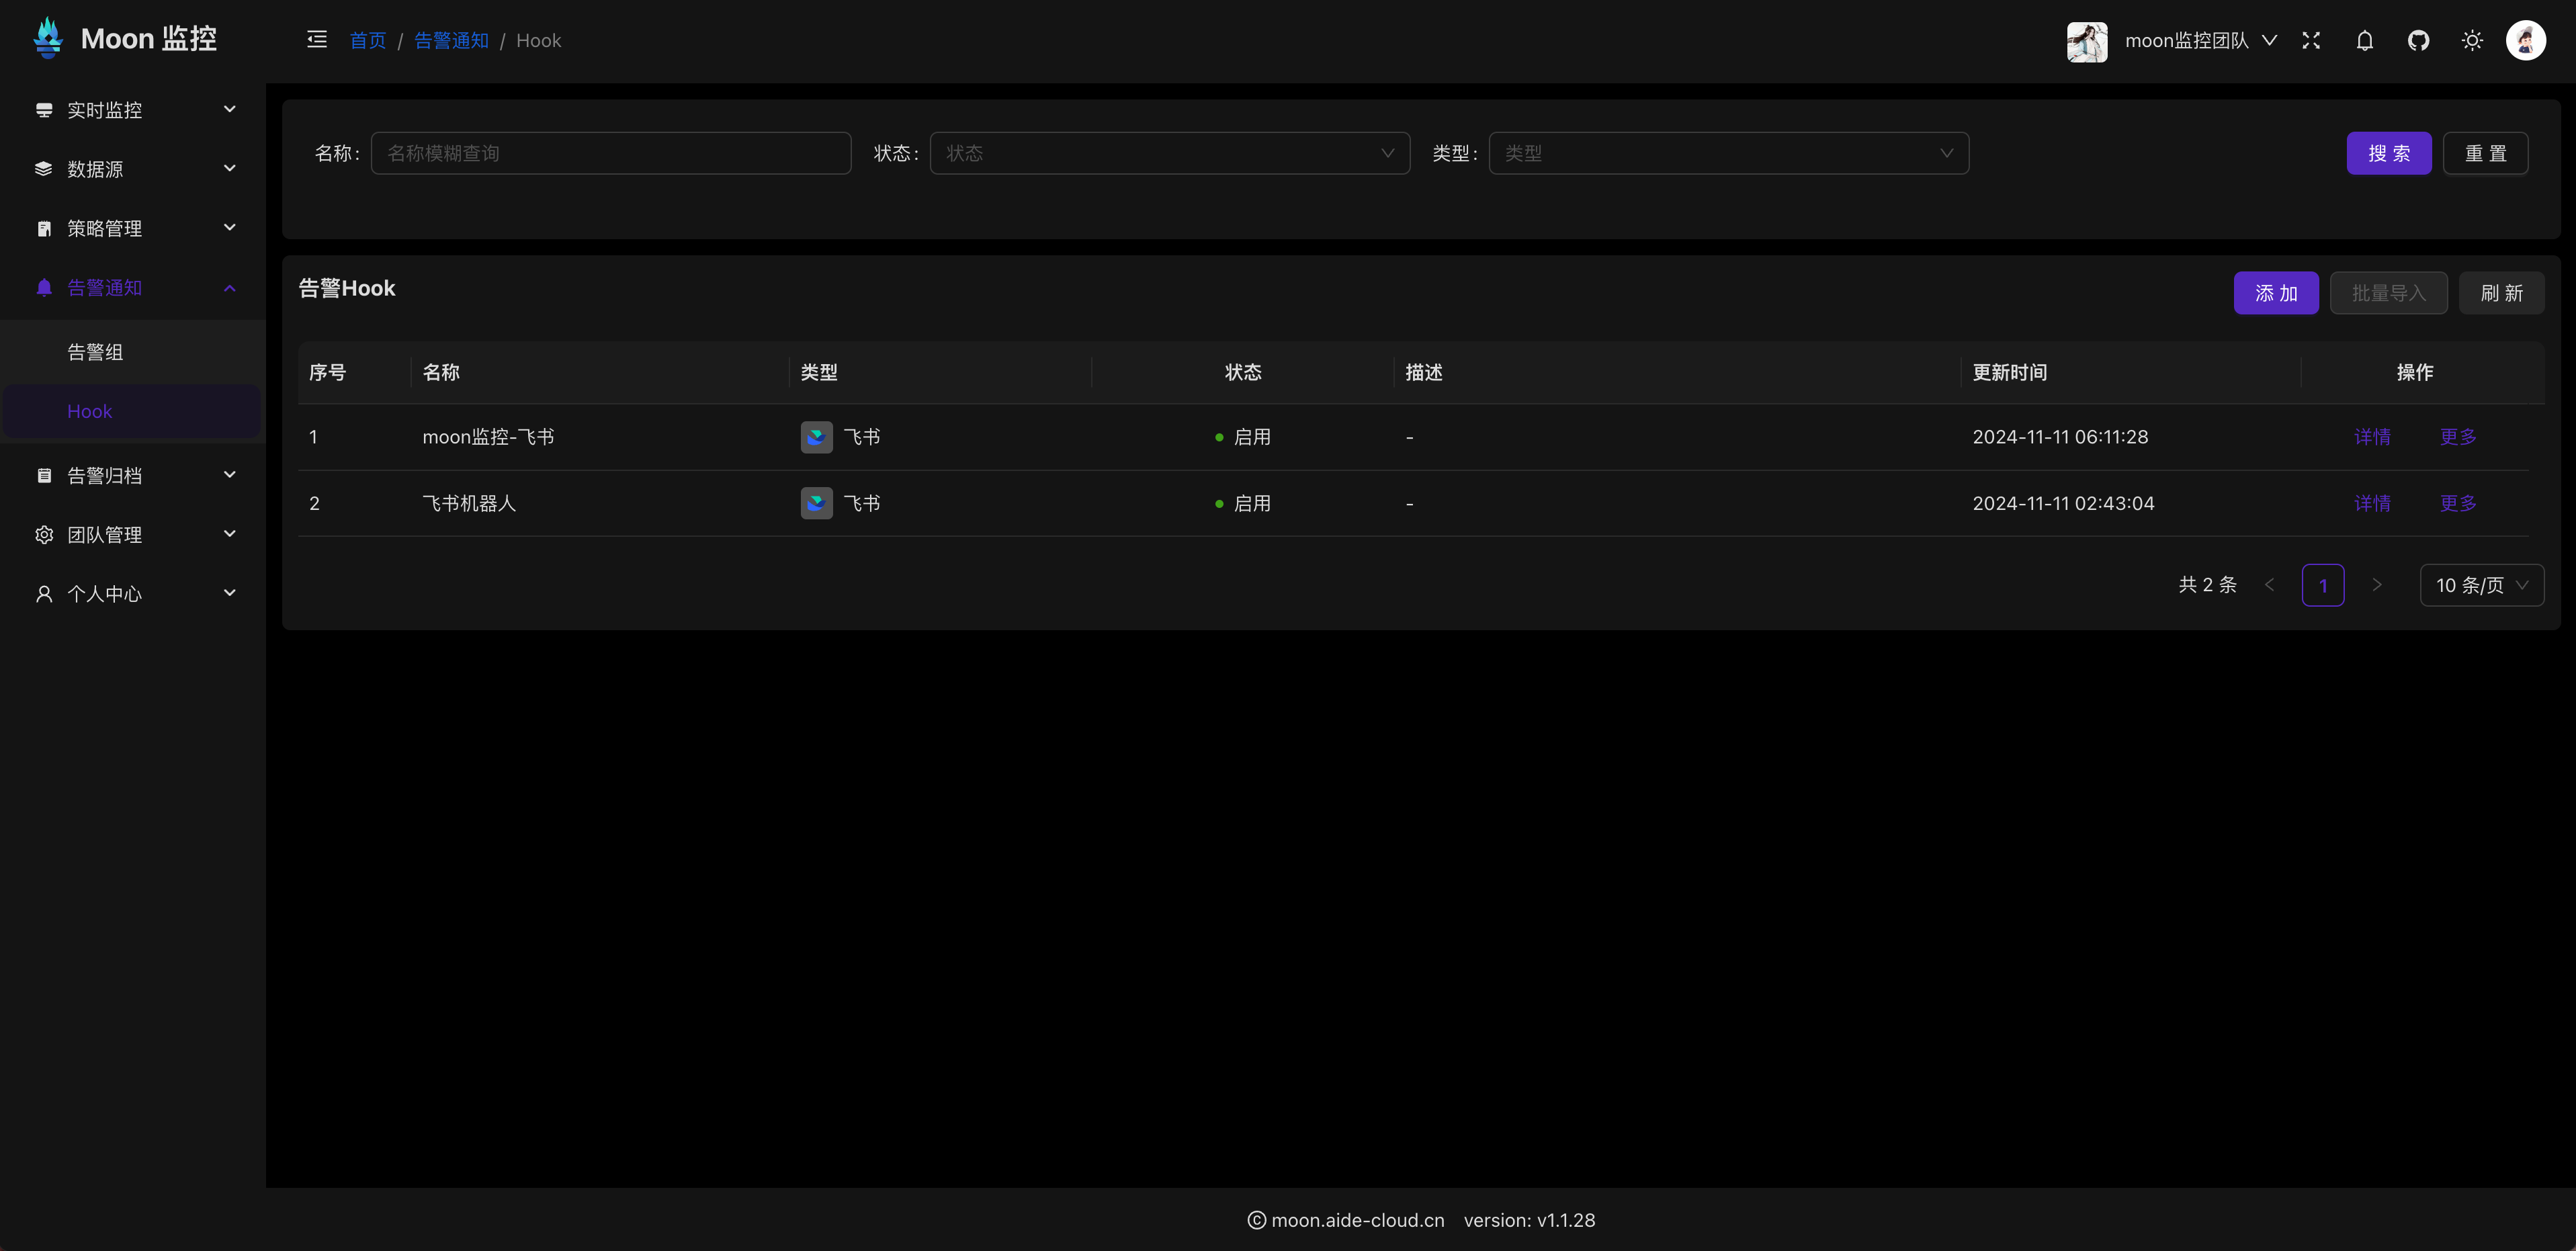 Moon 监控
首页 / 告警通知 / Hook
moon监控团队
实时监控
数据源
策略管理
告警通知
告警组
Hook
告警归档
团队管理
个人中心
名称: 名称模糊查询 状态: 状态 类型: 类型 搜 索 重 置
告警Hook
添 加 批量导入 刷 新
序号 名称 类型 状态 描述 更新时间 操作
1 moon监控-飞书 飞书 启用 - 2024-11-11 06:11:28 详情 更多
2 飞书机器人 飞书 启用 - 2024-11-11 02:43:04 详情 更多
共 2 条 < 1 > 10 条/页
© moon.aide-cloud.cn version: v1.1.28